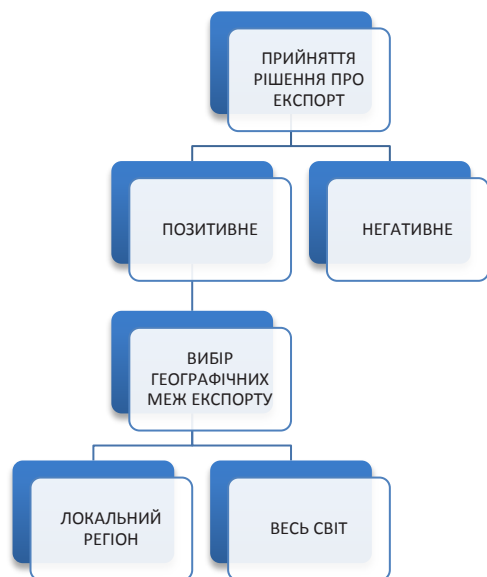 ПРИЙНЯТТЯ
РІШЕННЯ ПРО
ЕКСПОРТ
ПОЗИТИВНЕ
НЕГАТИВНЕ
ВИБІР
ГЕОГРАФІЧНИХ
МЕЖ ЕКСПОРТУ
ЛОКАЛЬНИЙ
РЕГІОН
ВЕСЬ СВІТ